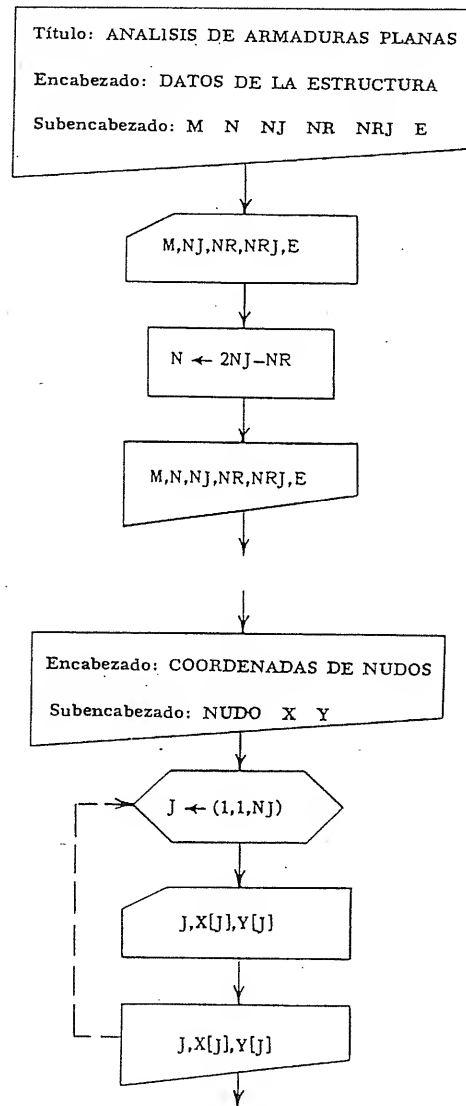 Título: ANALISIS DE ARMADURAS PLANAS
Encabezado: DATOS DE LA ESTRUCTURA
Subencabezado: M N NJ NR NRJ E
M,NJ,NR,NRJ,E
N ← 2NJ–NR
M,N,NJ,NR,NRJ,E
Encabezado: COORDENADAS DE NUDOS
Subencabezado: NUDO X Y
J ← (1,1,NJ)
J,X[J],Y[J]
J,X[J],Y[J]